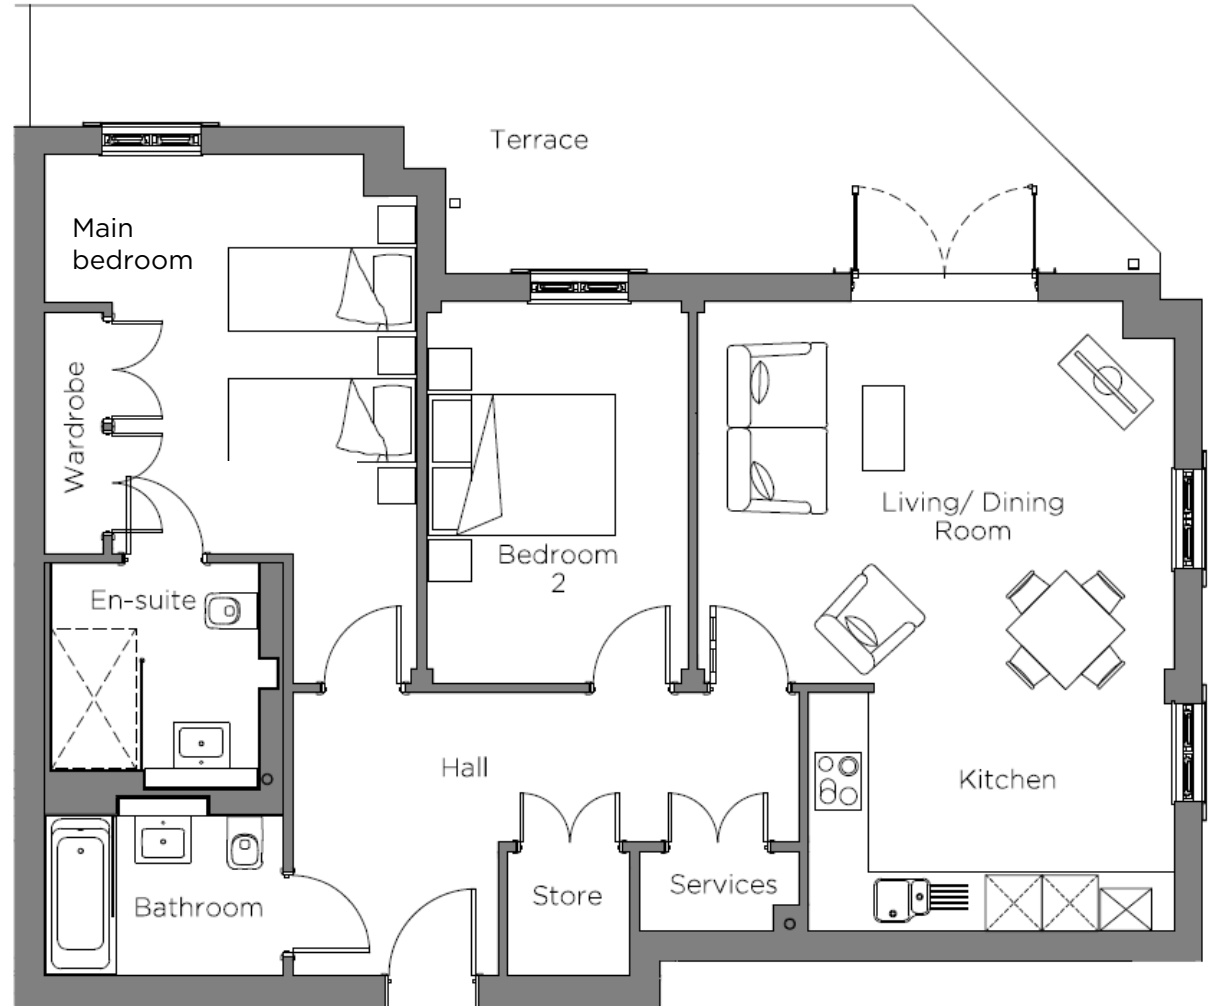 Terrace
Main
bedroom
Wardrobe
Living/ Dining
Room
Bedroom
2
En-suite
Hall
Kitchen
Services
Store
Bathroom